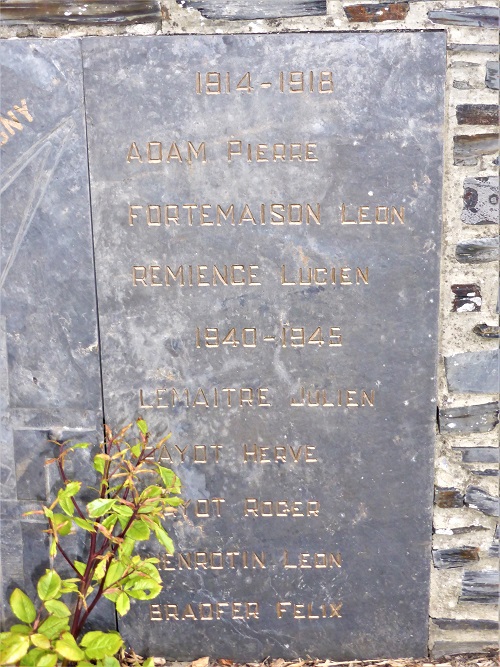 1914-1918
ADAM PIERRE
FORTEMAISON LEON
REMIENCE LUCIEN
1940-1945
LEMAITRE JULIEN
HERVE
ROGER
LEON
BRADFER FELIX